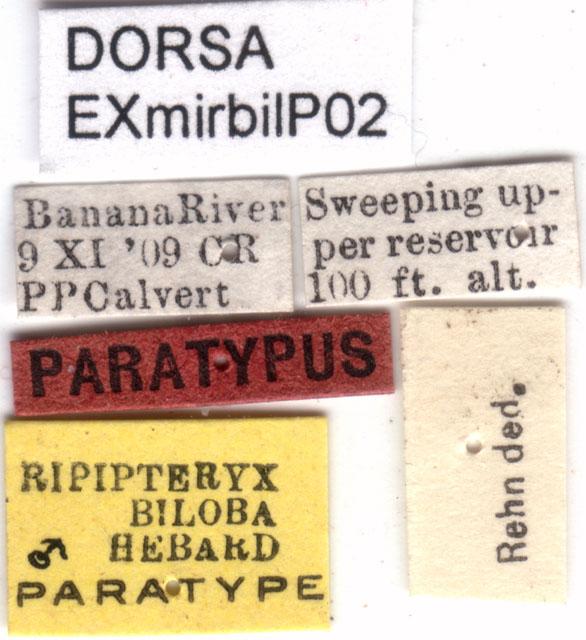 DORSA
EXmirbilP02
BananaRiver
9 XI '09 CR
PPCalvert
Sweeping up-
per reservoir
100 ft. alt.
PARATYPUS
RIPIPTERYX
BILOBA
♂ HEBARD
PARATYPE
Rehn ded.